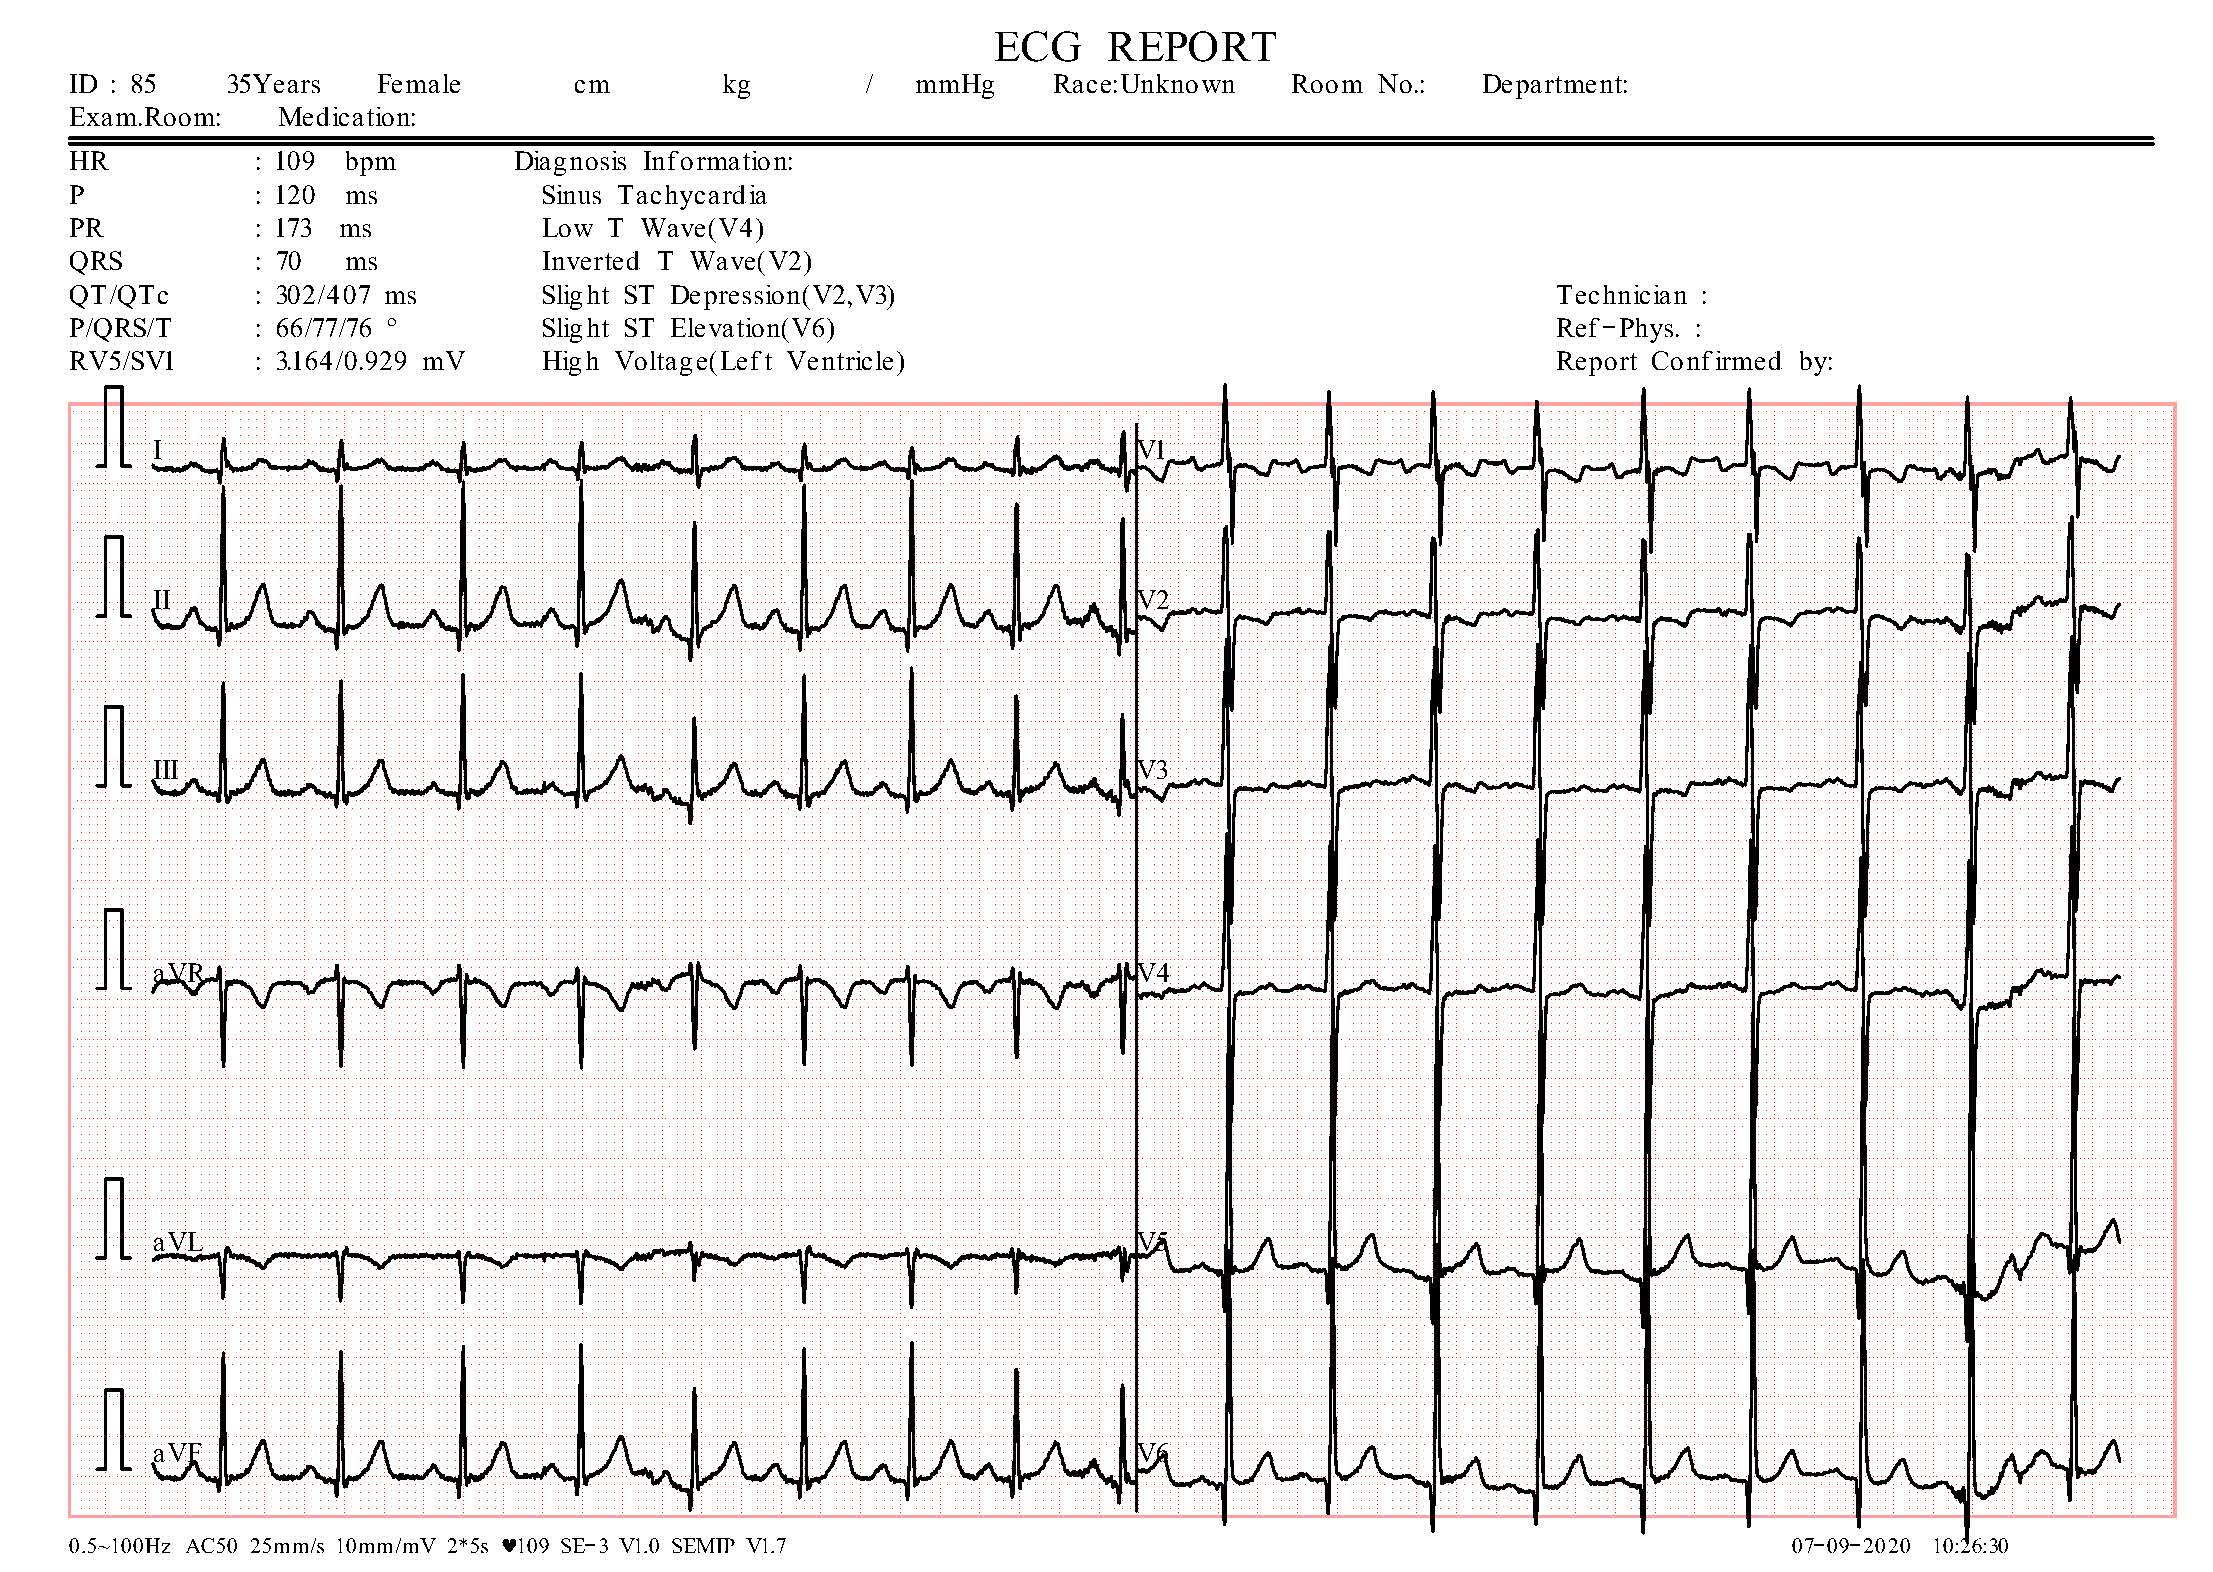 ECG REPORT
ID : 85 35Years Female cm kg / mmHg Race:Unknown Room No.: Department:
Exam.Room: Medication:
HR : 109 bpm Diagnosis Information:
P : 120 ms Sinus Tachycardia
PR : 173 ms Low T Wave(V4)
QRS : 70 ms Inverted T Wave(V2)
QT/QTc : 302/407 ms Slight ST Depression(V2,V3) Technician :
P/QRS/T : 66/77/76 ° Slight ST Elevation(V6) Ref-Phys. :
RV5/SV1 : 3.164/0.929 mV High Voltage(Left Ventricle) Report Confirmed by:
I V1
II V2
III V3
aVR V4
aVL V5
aVF V6
0.5~100Hz AC50 25mm/s 10mm/mV 2*5s ♥109 SE-3 V1.0 SEMIP V1.7 07-09-2020 10:26:30